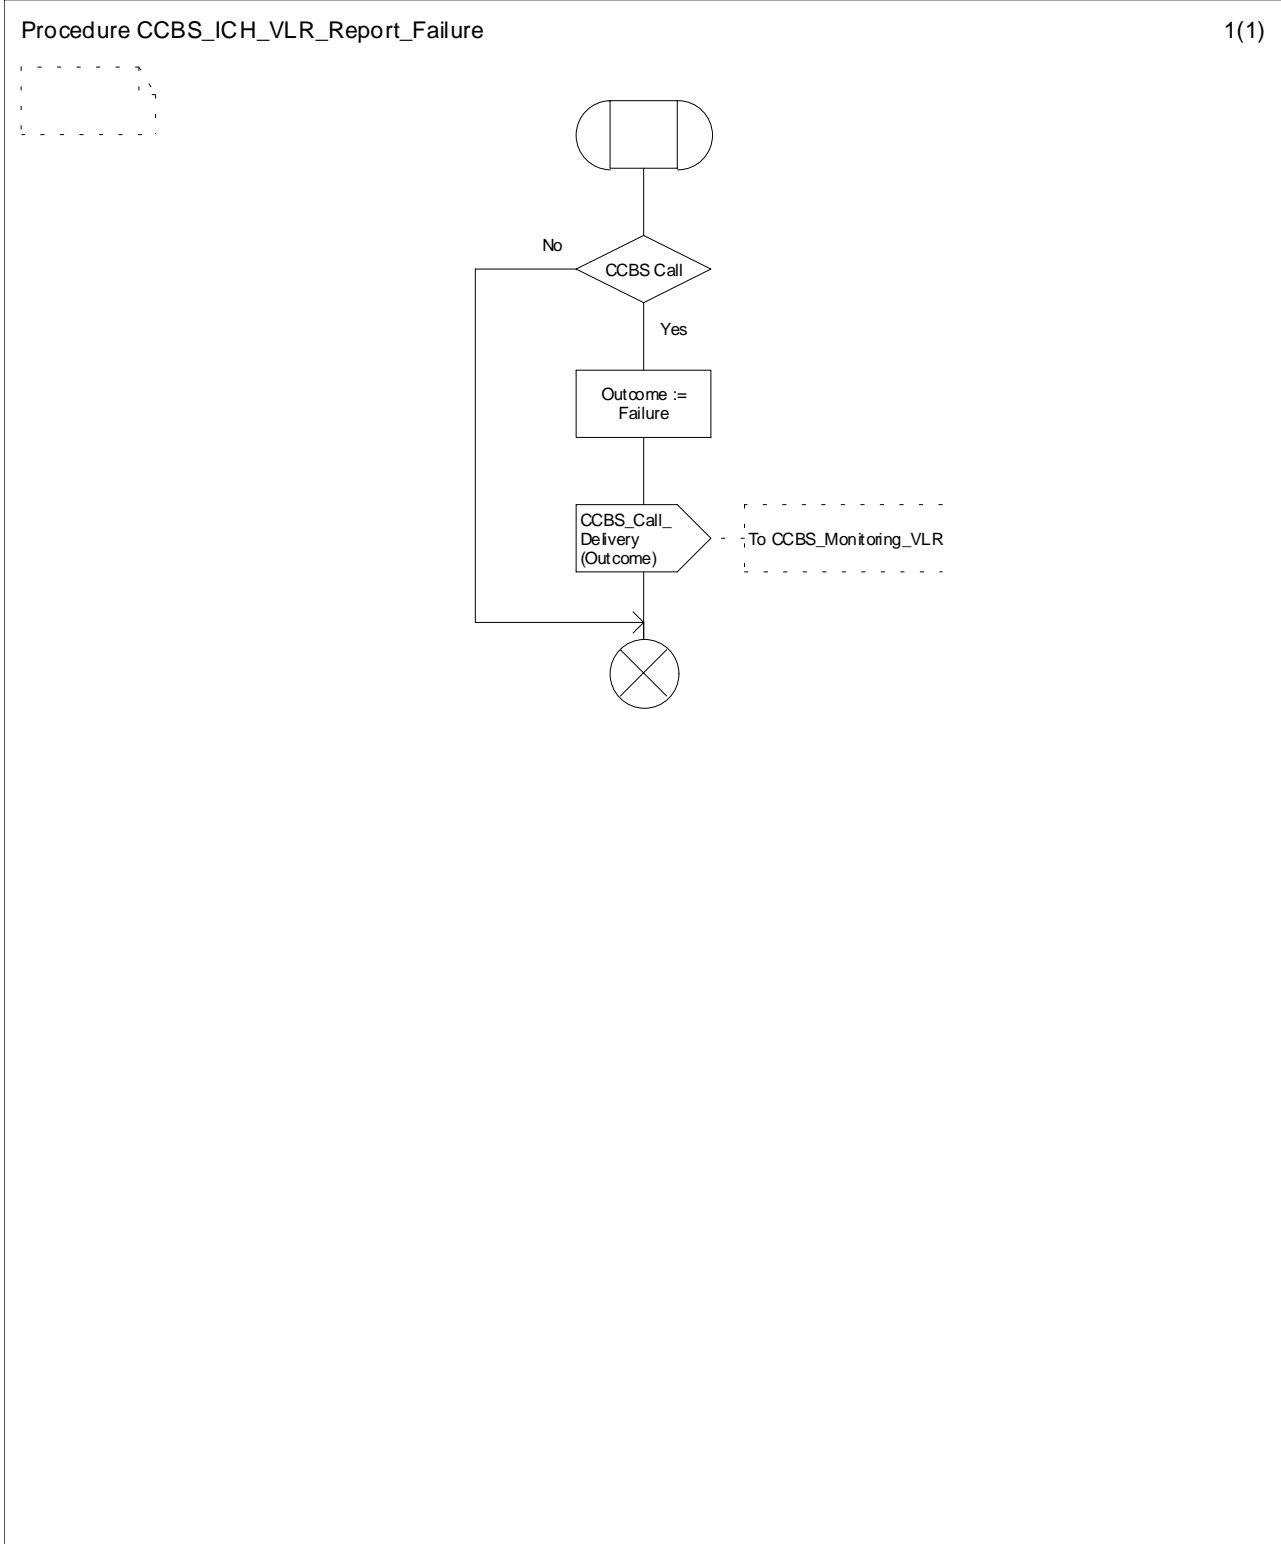 Procedure CCBS_ICH_VLR_Report_Failure
1(1)
No
CCBS Call
Yes
Outcome :=
Failure
CCBS_Call_
Delivery
(Outcome)
To CCBS_Monitoring_VLR